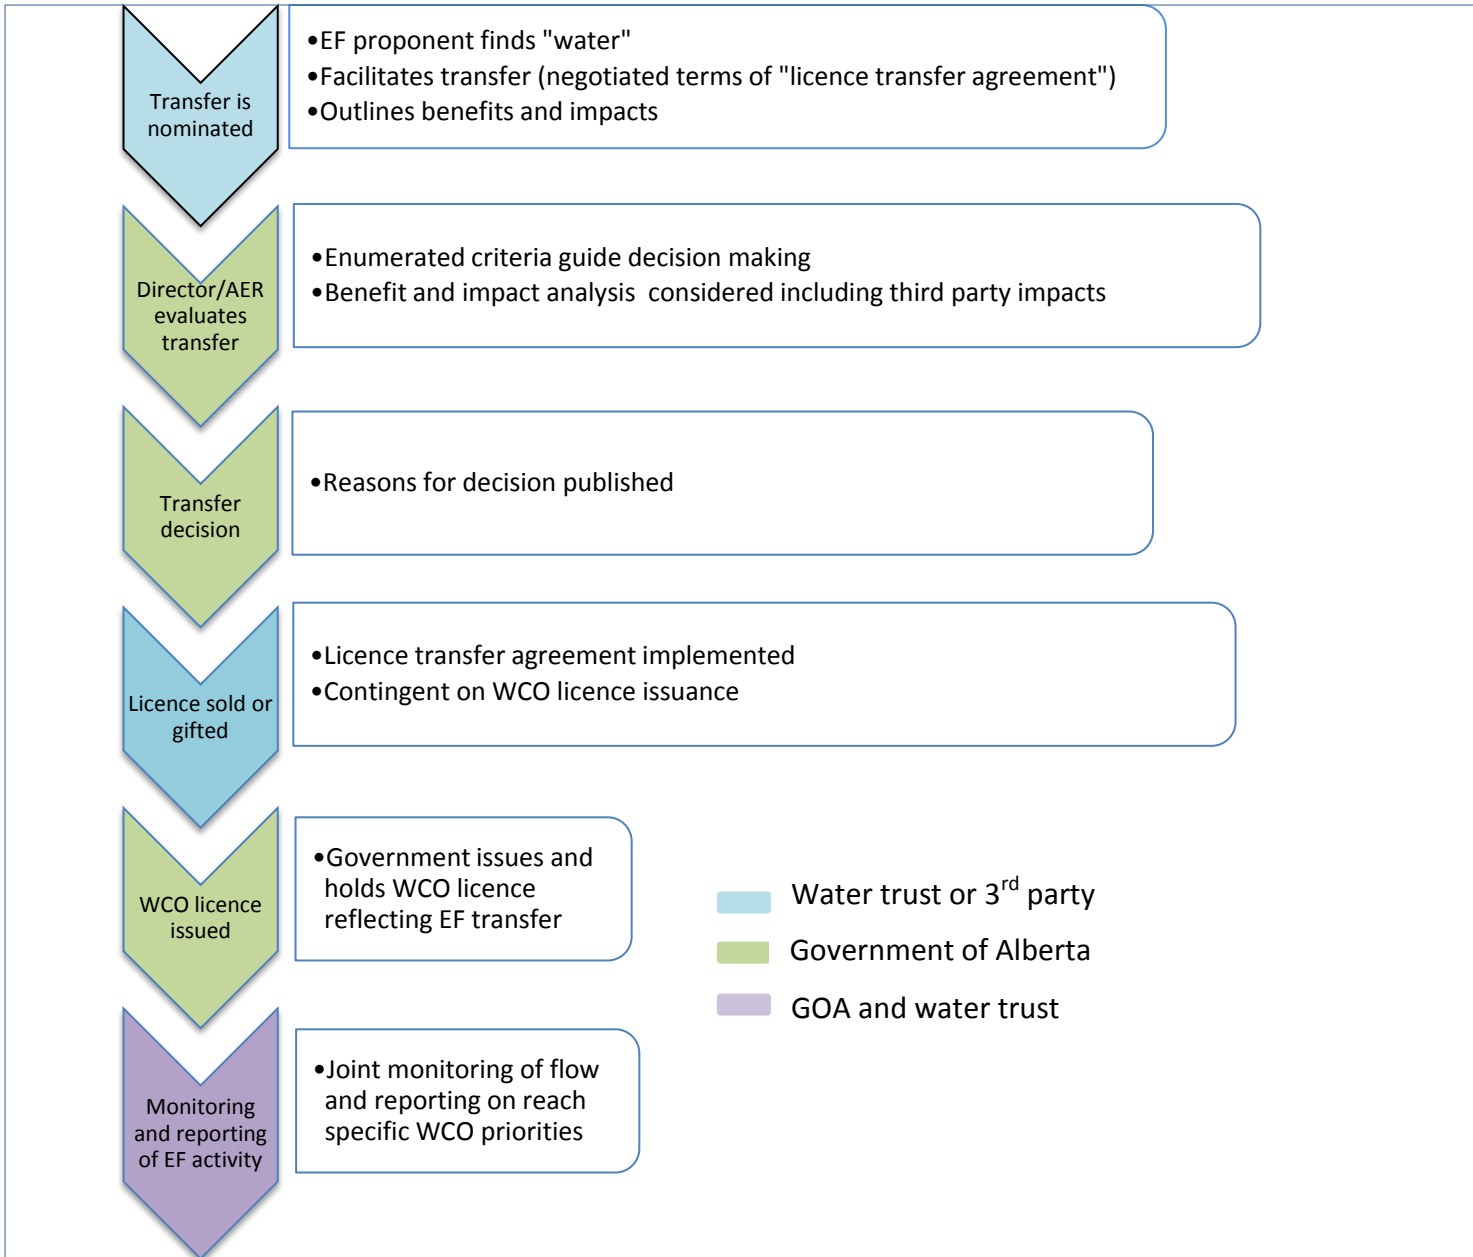 Transfer is
nominated
•EF proponent finds "water"
•Facilitates transfer (negotiated terms of "licence transfer agreement")
•Outlines benefits and impacts
Director/AER
evaluates
transfer
•Enumerated criteria guide decision making
•Benefit and impact analysis  considered including third party impacts
Transfer
decision
•Reasons for decision published
Licence sold or
gifted
•Licence transfer agreement implemented
•Contingent on WCO licence issuance
WCO licence
issued
•Government issues and
holds WCO licence
reflecting EF transfer
Monitoring
and reporting
of EF activity
•Joint monitoring of flow
and reporting on reach
specific WCO priorities
Water trust or 3rd party
Government of Alberta
GOA and water trust